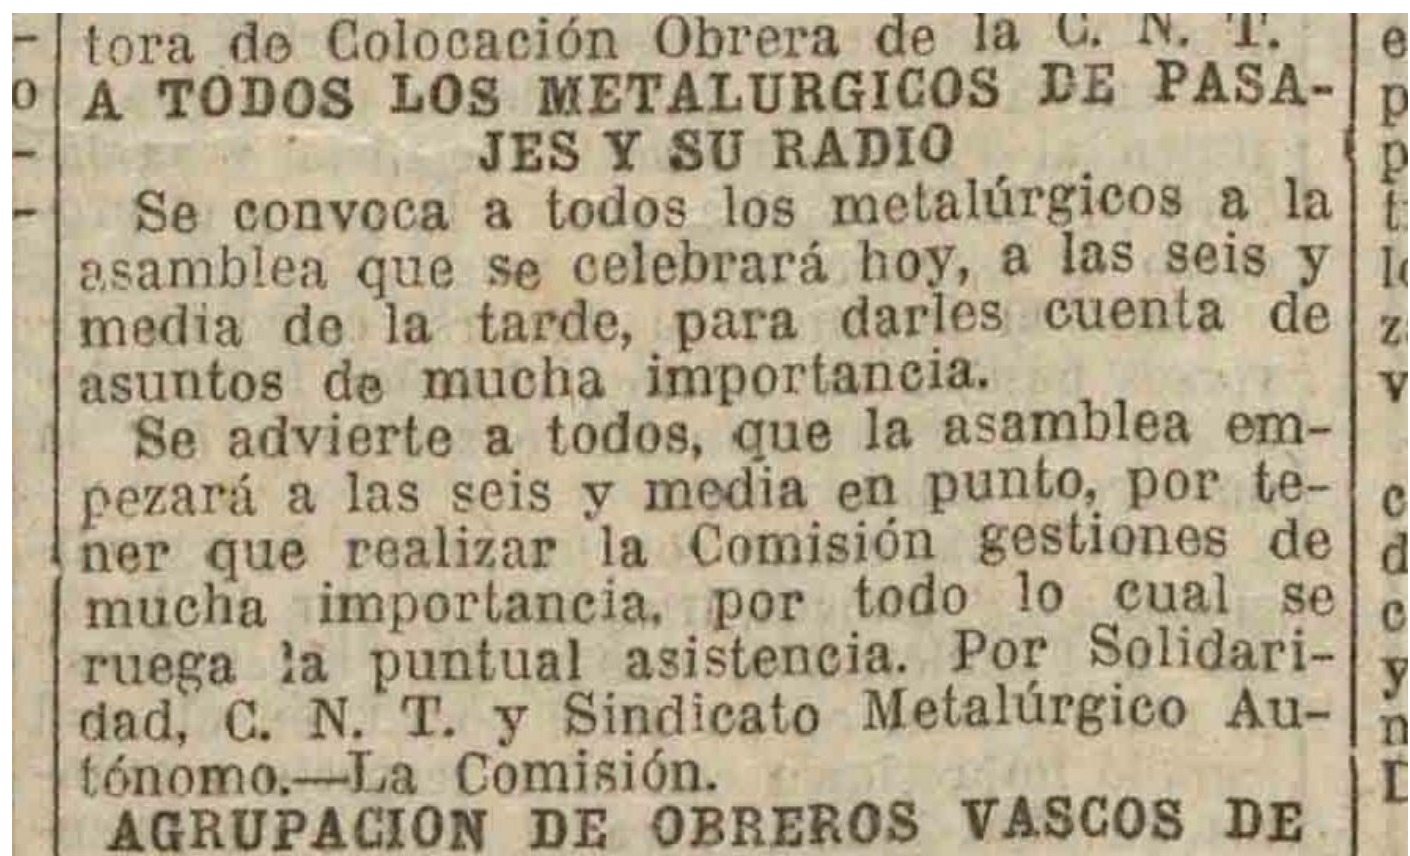 tora de Colocación Obrera de la C. N. T.
A TODOS LOS METALURGICOS DE PASA-
JES Y SU RADIO
Se convoca a todos los metalúrgicos a la
asamblea que se celebrará hoy, a las seis y
media de la tarde, para darles cuenta de
asuntos de mucha importancia.
Se advierte a todos, que la asamblea em-
pezará a las seis y media en punto, por te-
ner que realizar la Comisión gestiones de
mucha importancia, por todo lo cual se
ruega la puntual asistencia. Por Solidari-
dad, C. N. T. y Sindicato Metalúrgico Au-
tónomo.—La Comisión.
AGRUPACION DE OBREROS VASCOS DE